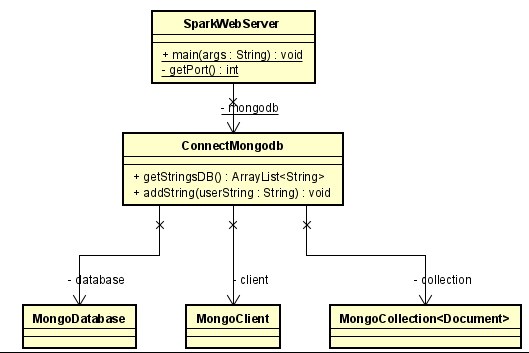 SparkWebServer
+ main(args : String) : void
- getPort() : int
- mongodb
ConnectMongodb
+ getStringsDB() : ArrayList<String>
+ addString(userString : String) : void
- database
- client
- collection
MongoDatabase
MongoClient
MongoCollection<Document>